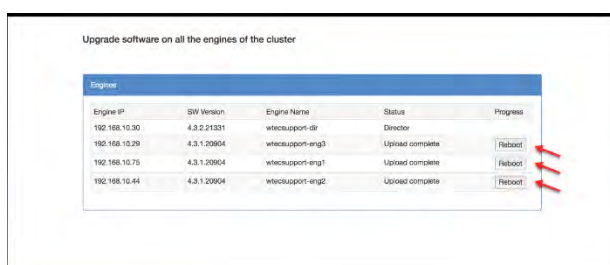 Upgrade software on all the engines of the cluster
Engines
Engine IP SW Version Engine Name Status Progress
192.168.10.30 4.3.2.21331 wtecsupport-dir Director
192.168.10.29 4.3.1.20904 wtecsupport-eng3 Upload complete Reboot
192.168.10.75 4.3.1.20904 wtecsupport-eng1 Upload complete Reboot
192.168.10.44 4.3.1.20904 wtecsupport-eng2 Upload complete Reboot